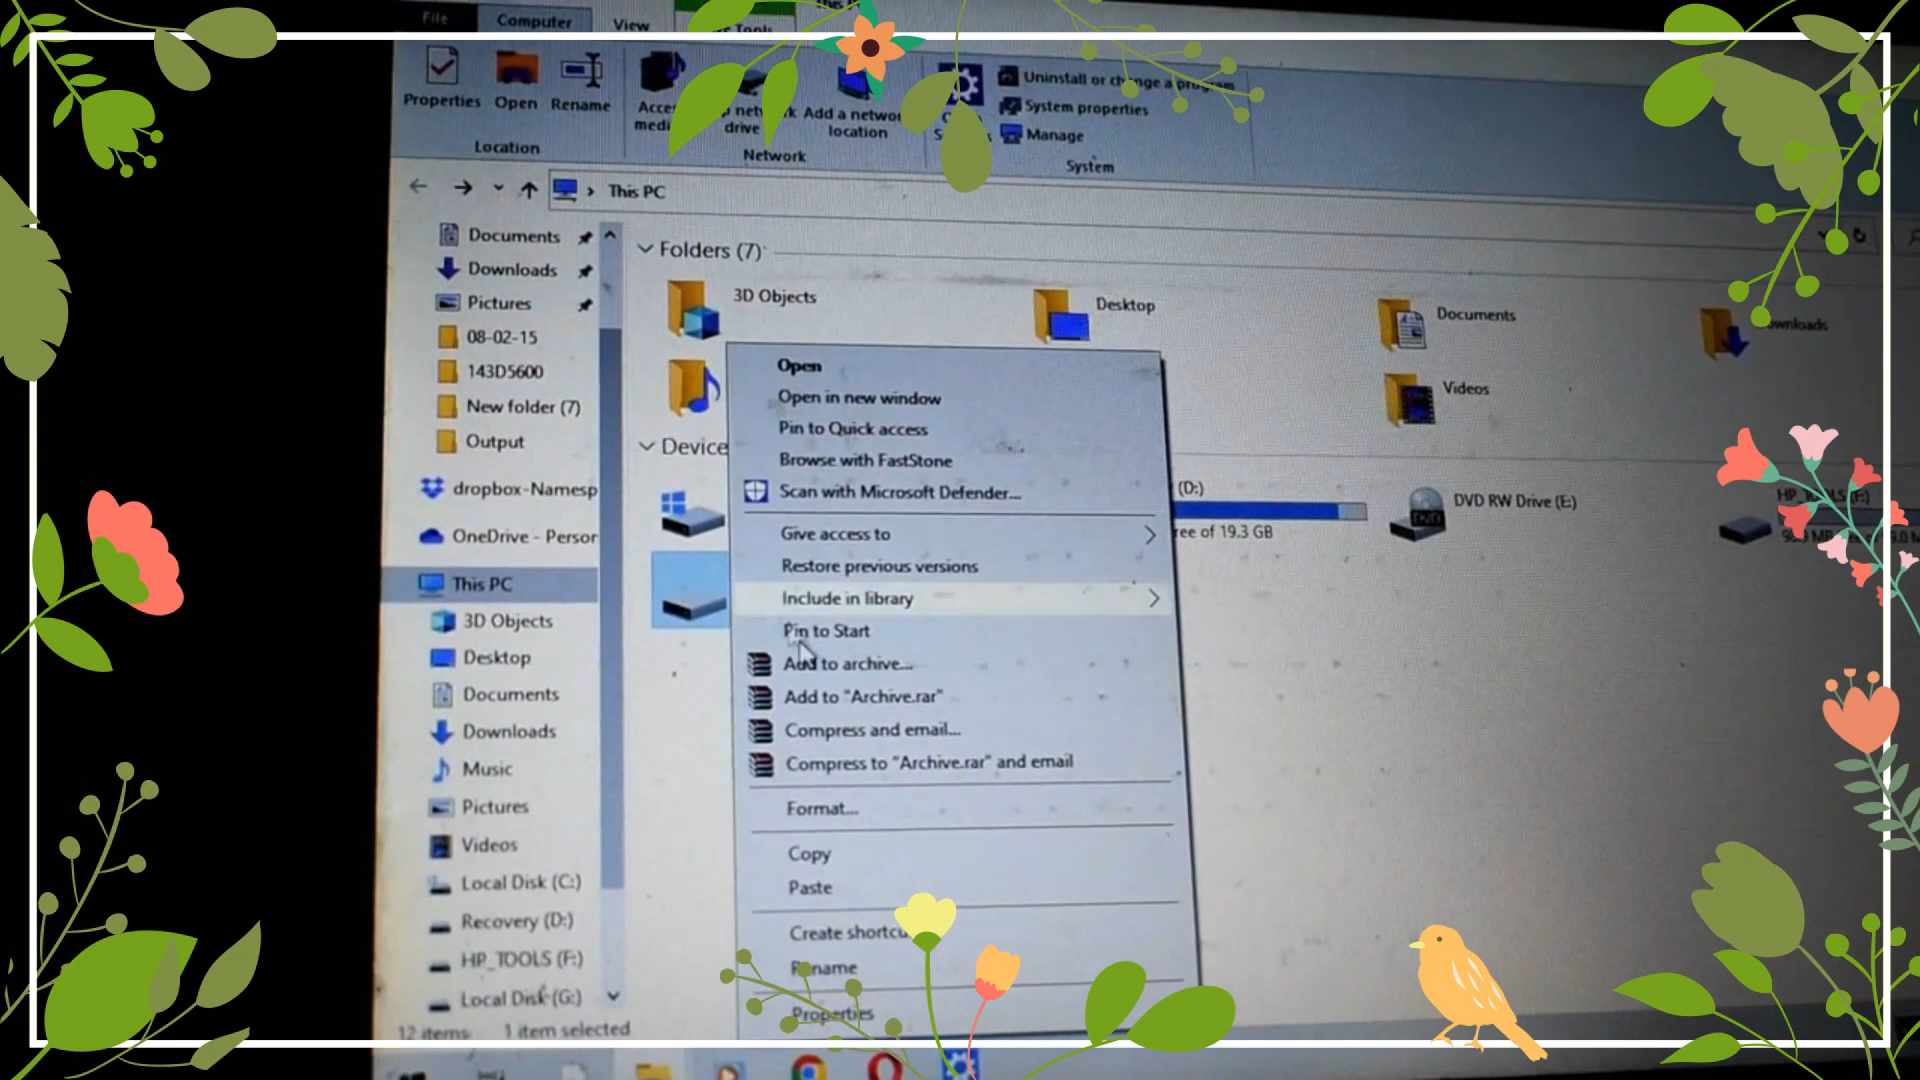 File
Computer
View
Tools
Properties
Open
Rename
Location
drive
Add a netwo
location
Network
Uninstall or change a program
System properties
Manage
System
This PC
Documents
Downloads
Pictures
08-02-15
143D5600
New folder (7)
Output
dropbox-Namesp
OneDrive - Persor
This PC
3D Objects
Desktop
Documents
Downloads
Music
Pictures
Videos
Local Disk (C:)
Recovery (D:)
HP_TOOLS (F:)
Local Disk (G:)
12 items
1 item selected
Folders (7)
3D Objects
Desktop
Documents
wnloads
Videos
Device
(D:)
ree of 19.3 GB
DVD RW Drive (E:)
Open
Open in new window
Pin to Quick access
Browse with FastStone
Scan with Microsoft Defender...
Give access to
Restore previous versions
Include in library
Pin to Start
Add to archive...
Add to "Archive.rar"
Compress and email...
Compress to "Archive.rar" and email
Format...
Copy
Paste
Create shortcu
Rename
Properties